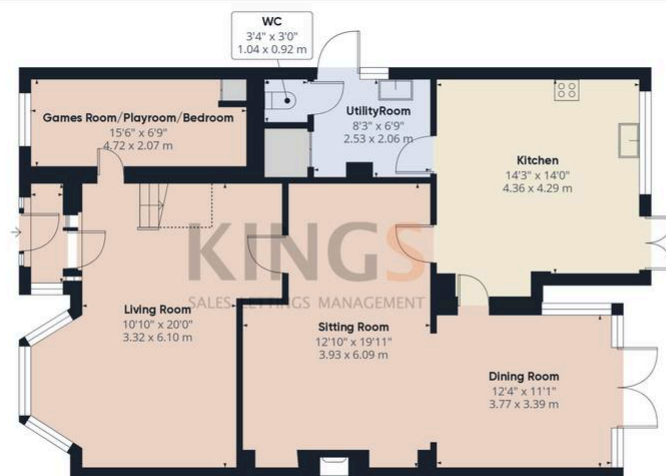 WC
3'4" x 3'0"
1.04 x 0.92 m
Games Room/Playroom/Bedroom
15'6" x 6'9"
4.72 x 2.07 m
UtilityRoom
8'3" x 6'9"
2.53 x 2.06 m
Kitchen
14'3" x 14'0"
4.36 x 4.29 m
KINGS
SALES LETTINGS MANAGEMENT
Living Room
10'10" x 20'0"
3.32 x 6.10 m
Sitting Room
12'10" x 19'11"
3.93 x 6.09 m
Dining Room
12'4" x 11'1"
3.77 x 3.39 m